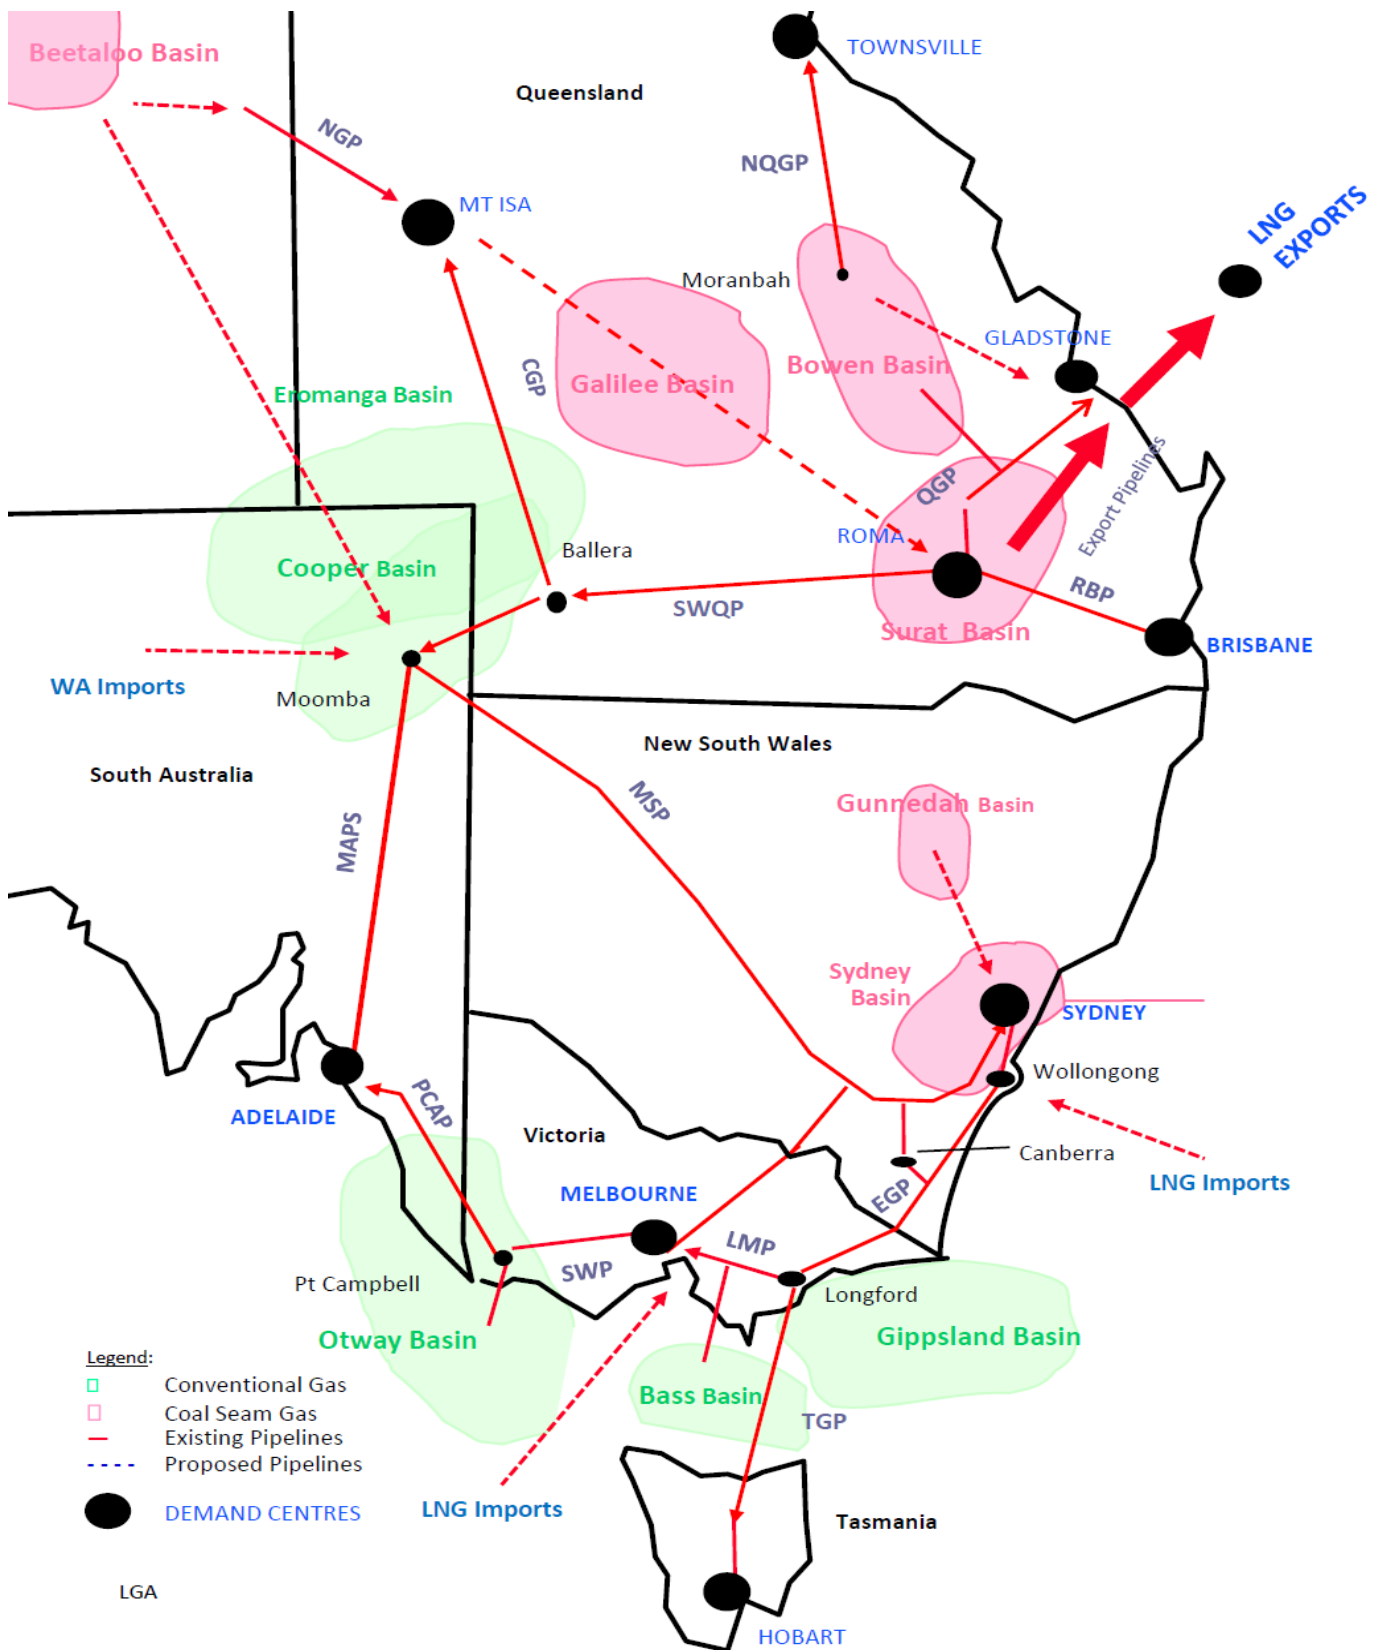 Beetaloo Basin
TOWNSVILLE
Queensland
NGP
NQGP
MT ISA
LNG
EXPORTS
Moranbah
GLADSTONE
CGP
Galilee Basin
Bowen Basin
Eromanga Basin
QGP
Export Pipelines
ROMA
Ballera
Cooper Basin
SWQP
RBP
Surat Basin
BRISBANE
WA Imports
Moomba
New South Wales
South Australia
MSP
Gunnedah Basin
MAPS
Sydney
Basin
SYDNEY
Wollongong
PCAP
ADELAIDE
Victoria
Canberra
LNG Imports
MELBOURNE
EGP
LMP
SWP
Pt Campbell
Longford
Otway Basin
Gippsland Basin
Legend:
Conventional Gas
Coal Seam Gas
Existing Pipelines
Proposed Pipelines
DEMAND CENTRES
Bass Basin
TGP
LNG Imports
Tasmania
LGA
HOBART